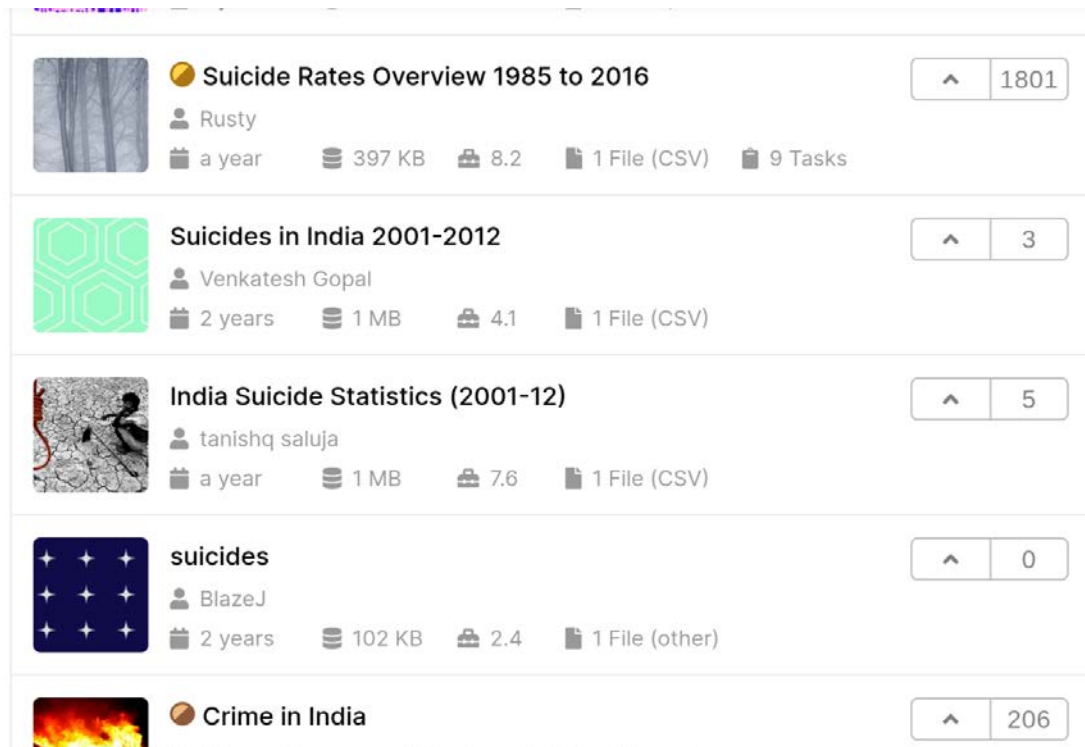 Suicide Rates Overview 1985 to 2016
1801
Rusty
a year 397 KB 8.2 1 File (CSV) 9 Tasks
Suicides in India 2001-2012
3
Venkatesh Gopal
2 years 1 MB 4.1 1 File (CSV)
India Suicide Statistics (2001-12)
5
tanishq saluja
a year 1 MB 7.6 1 File (CSV)
suicides
0
BlazeJ
2 years 102 KB 2.4 1 File (other)
Crime in India
206